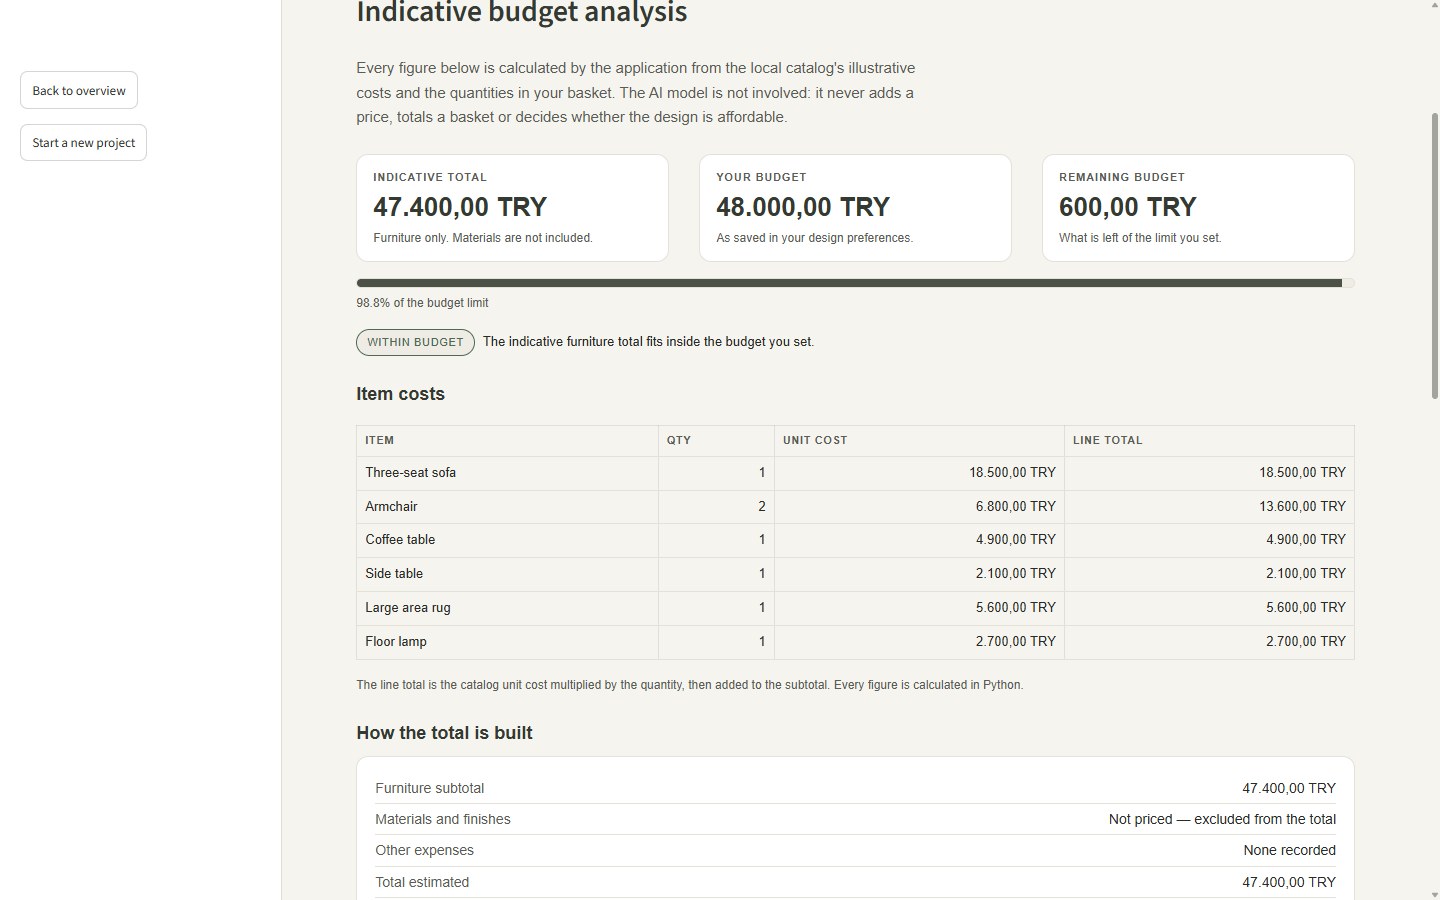 Indicative budget analysis
Back to overview
Start a new project
Every figure below is calculated by the application from the local catalog's illustrative
costs and the quantities in your basket. The AI model is not involved: it never adds a
price, totals a basket or decides whether the design is affordable.
INDICATIVE TOTAL
47.400,00 TRY
Furniture only. Materials are not included.
YOUR BUDGET
48.000,00 TRY
As saved in your design preferences.
REMAINING BUDGET
600,00 TRY
What is left of the limit you set.
98.8% of the budget limit
WITHIN BUDGET The indicative furniture total fits inside the budget you set.
Item costs
ITEM QTY UNIT COST LINE TOTAL
Three-seat sofa 1 18.500,00 TRY 18.500,00 TRY
Armchair 2 6.800,00 TRY 13.600,00 TRY
Coffee table 1 4.900,00 TRY 4.900,00 TRY
Side table 1 2.100,00 TRY 2.100,00 TRY
Large area rug 1 5.600,00 TRY 5.600,00 TRY
Floor lamp 1 2.700,00 TRY 2.700,00 TRY
The line total is the catalog unit cost multiplied by the quantity, then added to the subtotal. Every figure is calculated in Python.
How the total is built
Furniture subtotal 47.400,00 TRY
Materials and finishes Not priced — excluded from the total
Other expenses None recorded
Total estimated 47.400,00 TRY